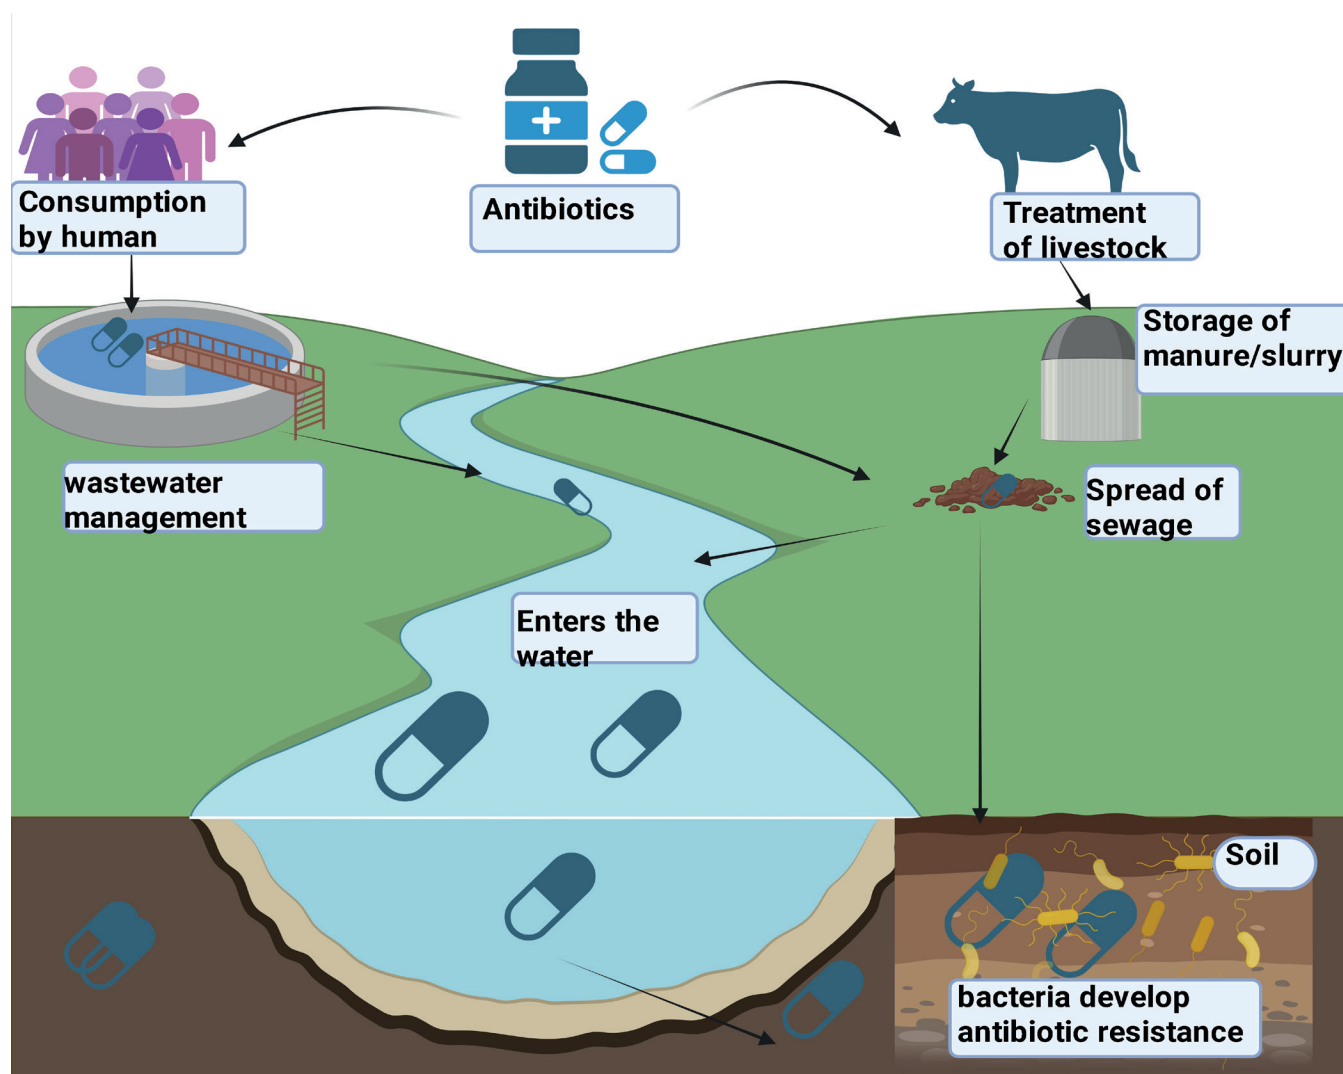 Consumption
by human
Antibiotics
Treatment
of livestock
Storage of
manure/slurry
wastewater
management
Spread of
sewage
Enters the
water
Soil
bacteria develop
antibiotic resistance